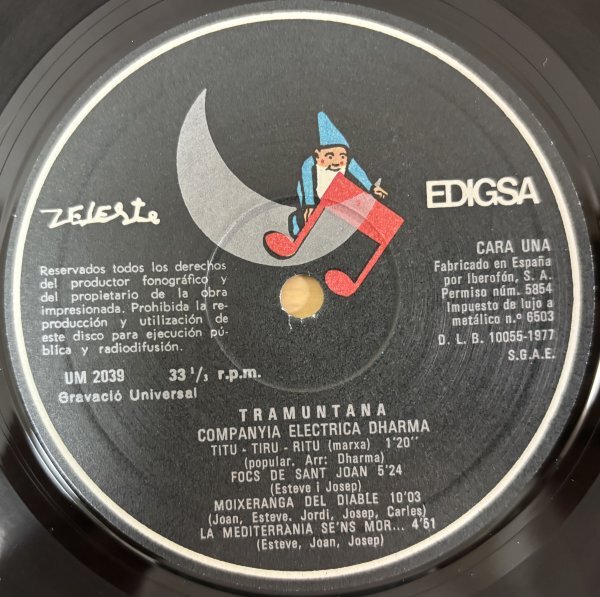 zeleste
EDIGSA
CARA UNA
Fabricado en España
por Iberofón, S. A.
Permiso núm. 5854
Impuesto de lujo a
metálico n.º 6503
D. L. B. 10055-1977
S.G.A.E.
Reservados todos los derechos
del productor fonográfico y
del propietario de la obra
impresionada. Prohibida la re-
producción y utilización de
este disco para ejecución pú-
blica y radiodifusión.
UM 2039 33 1/3 r.p.m.
Gravació Universal
TRAMUNTANA
COMPANYIA ELECTRICA DHARMA
TITU - TIRU - RITU (marxa) 1'20''
(popular. Arr: Dharma)
FOCS DE SANT JOAN 5'24
(Esteve i Josep)
MOIXERANGA DEL DIABLE 10'03
(Joan, Esteve, Jordi, Josep, Carles)
LA MEDITERRANIA SE'NS MOR... 4'51
(Esteve, Joan, Josep)